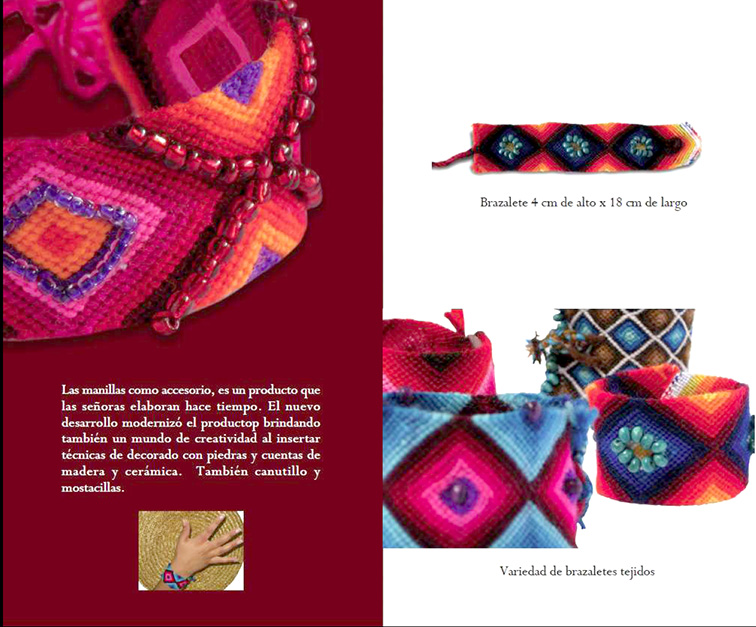 Las manillas como accesorio, es un producto que
las señoras elaboran hace tiempo. El nuevo
desarrollo modernizó el productop brindando
también un mundo de creatividad al insertar
técnicas de decorado con piedras y cuentas de
madera y cerámica. También canutillo y
mostacillas.
Brazalete 4 cm de alto x 18 cm de largo
Variedad de brazaletes tejidos